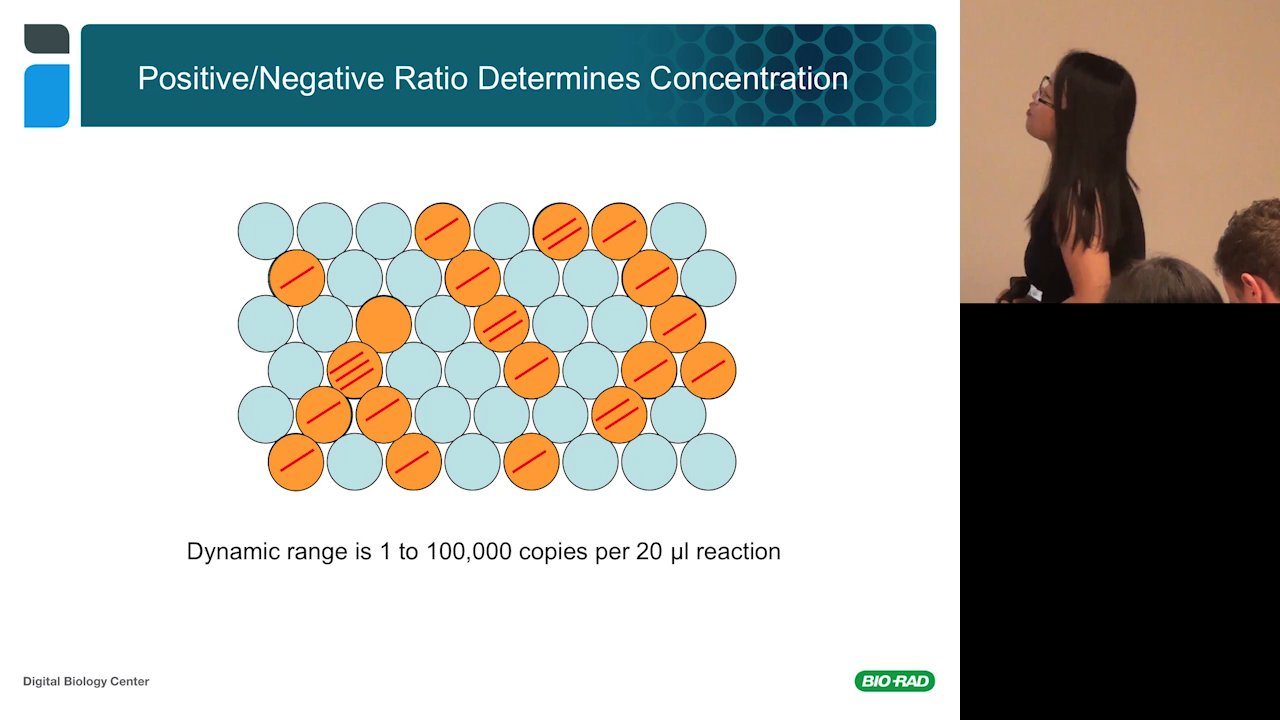 Positive/Negative Ratio Determines Concentration
Dynamic range is 1 to 100,000 copies per 20 µl reaction
Digital Biology Center
BIO-RAD